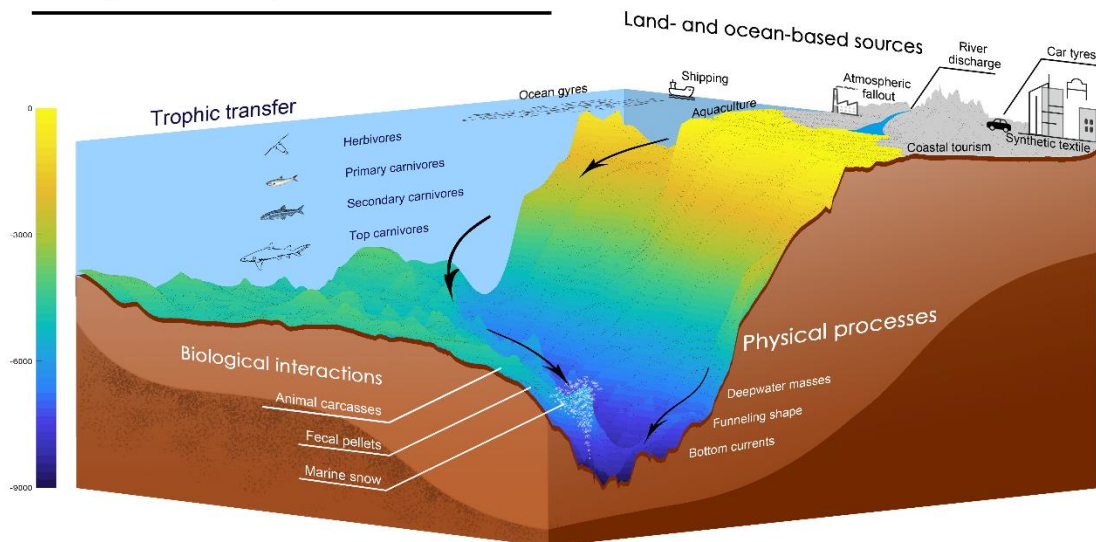 Land- and ocean-based sources
River
discharge
Car tyres
Shipping
Atmospheric
fallout
Ocean gyres
Aquaculture
Synthetic textile
Coastal tourism
0
-3000
-6000
-9000
Trophic transfer
Herbivores
Primary carnivores
Secondary carnivores
Top carnivores
Biological interactions
Animal carcasses
Fecal pellets
Marine snow
Physical processes
Deepwater masses
Funneling shape
Bottom currents